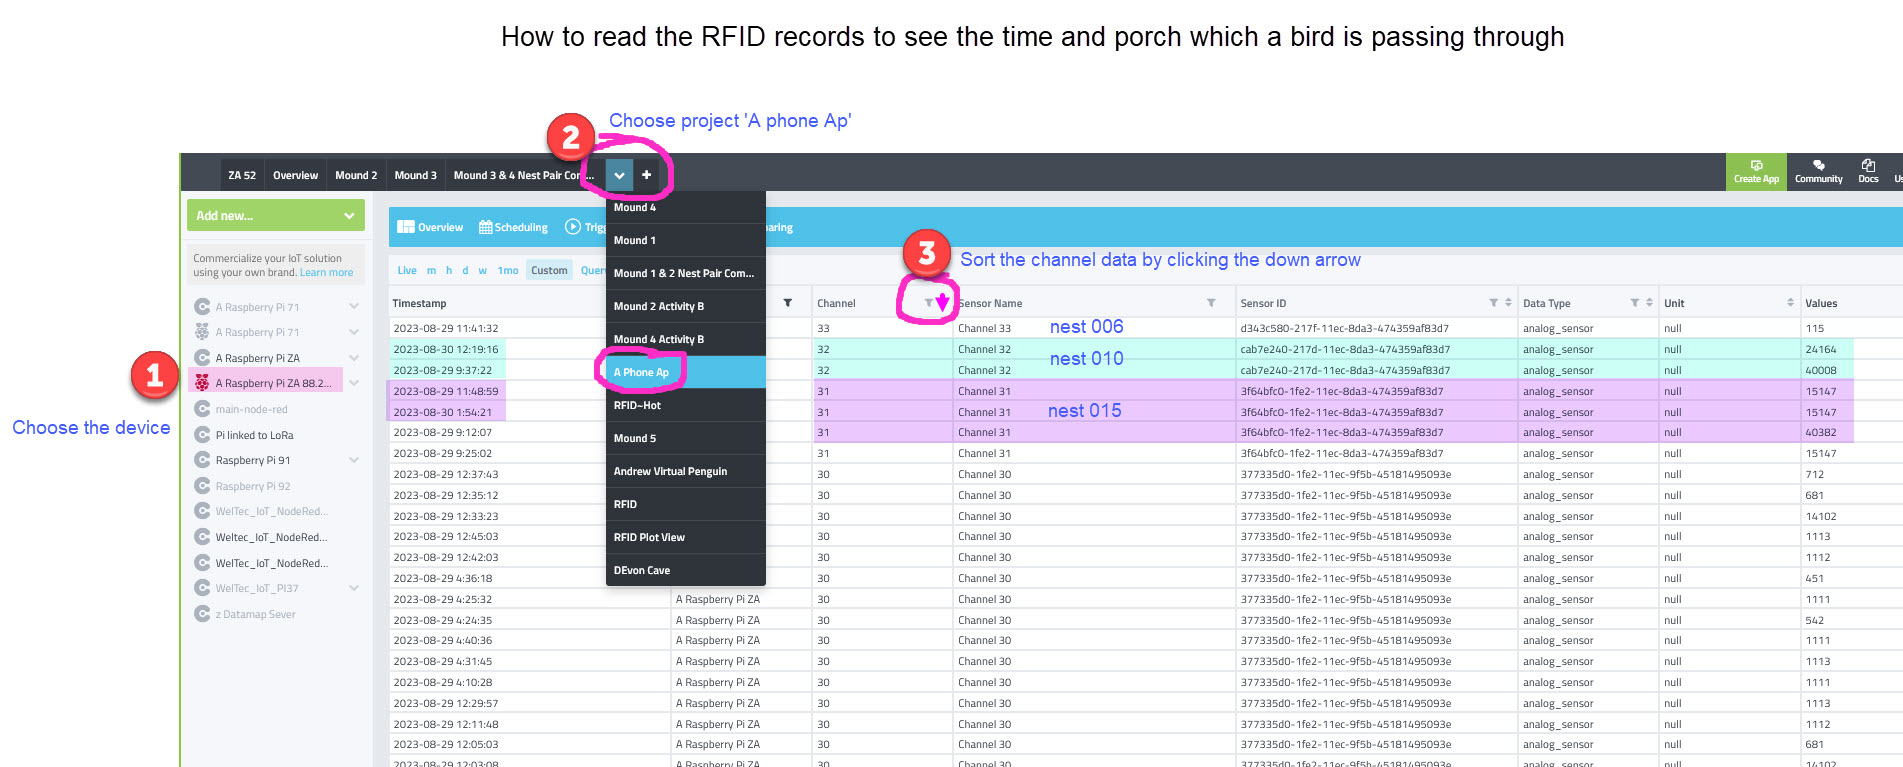 How to read the RFID records to see the time and porch which a bird is passing through
2 Choose project 'A phone Ap'
ZA 52 Overview Mound 2 Mound 3 Mound 3 & 4 Nest Pair Com... + Create App Community Docs Us
Add new...
Commercialize your IoT solution
using your own brand. Learn more
A Raspberry Pi 71
A Raspberry Pi 71
A Raspberry Pi ZA
1 A Raspberry Pi ZA 88.2...
Choose the device
main-node-red
Pi linked to LoRa
Raspberry Pi 91
Raspberry Pi 92
WelTec_IoT_NodeRed...
Weltec_IoT_NodeRed...
WelTec_IoT_NodeRed...
WelTec_IoT_PI37
z Datamap Sever
Mound 4
Mound 1
Mound 1 & 2 Nest Pair Com...
Mound 2 Activity B
Mound 4 Activity B
A Phone Ap
RFID~Hot
Mound 5
Andrew Virtual Penguin
RFID
RFID Plot View
DEvon Cave
Overview Scheduling Trigg aring
3 Sort the channel data by clicking the down arrow
Live m h d w 1mo Custom Quer
Timestamp Channel Sensor Name Sensor ID Data Type Unit Values
2023-08-29 11:41:32 33 Channel 33 nest 006 d343c580-217f-11ec-8da3-474359af83d7 analog_sensor null 115
2023-08-30 12:19:16 32 Channel 32 nest 010 cab7e240-217d-11ec-8da3-474359af83d7 analog_sensor null 24164
2023-08-29 9:37:22 32 Channel 32 cab7e240-217d-11ec-8da3-474359af83d7 analog_sensor null 40008
2023-08-29 11:48:59 31 Channel 31 3f64bfc0-1fe2-11ec-8da3-474359af83d7 analog_sensor null 15147
2023-08-30 1:54:21 31 Channel 31 nest 015 3f64bfc0-1fe2-11ec-8da3-474359af83d7 analog_sensor null 15147
2023-08-29 9:12:07 31 Channel 31 3f64bfc0-1fe2-11ec-8da3-474359af83d7 analog_sensor null 40382
2023-08-29 9:25:02 31 Channel 31 3f64bfc0-1fe2-11ec-8da3-474359af83d7 analog_sensor null 15147
2023-08-29 12:37:43 30 Channel 30 377335d0-1fe2-11ec-9f5b-45181495093e analog_sensor null 712
2023-08-29 12:35:12 30 Channel 30 377335d0-1fe2-11ec-9f5b-45181495093e analog_sensor null 681
2023-08-29 12:33:23 30 Channel 30 377335d0-1fe2-11ec-9f5b-45181495093e analog_sensor null 14102
2023-08-29 12:45:03 30 Channel 30 377335d0-1fe2-11ec-9f5b-45181495093e analog_sensor null 1113
2023-08-29 12:42:03 30 Channel 30 377335d0-1fe2-11ec-9f5b-45181495093e analog_sensor null 1112
2023-08-29 4:36:18 30 Channel 30 377335d0-1fe2-11ec-9f5b-45181495093e analog_sensor null 451
2023-08-29 4:25:32 A Raspberry Pi ZA 30 Channel 30 377335d0-1fe2-11ec-9f5b-45181495093e analog_sensor null 1111
2023-08-29 4:24:35 A Raspberry Pi ZA 30 Channel 30 377335d0-1fe2-11ec-9f5b-45181495093e analog_sensor null 542
2023-08-29 4:40:36 A Raspberry Pi ZA 30 Channel 30 377335d0-1fe2-11ec-9f5b-45181495093e analog_sensor null 1111
2023-08-29 4:31:45 A Raspberry Pi ZA 30 Channel 30 377335d0-1fe2-11ec-9f5b-45181495093e analog_sensor null 1113
2023-08-29 4:10:28 A Raspberry Pi ZA 30 Channel 30 377335d0-1fe2-11ec-9f5b-45181495093e analog_sensor null 1111
2023-08-29 12:29:57 A Raspberry Pi ZA 30 Channel 30 377335d0-1fe2-11ec-9f5b-45181495093e analog_sensor null 1113
2023-08-29 12:11:48 A Raspberry Pi ZA 30 Channel 30 377335d0-1fe2-11ec-9f5b-45181495093e analog_sensor null 1112
2023-08-29 12:05:03 A Raspberry Pi ZA 30 Channel 30 377335d0-1fe2-11ec-9f5b-45181495093e analog_sensor null 681
2023-08-29 12:03:08 A Raspberry Pi ZA 30 Channel 30 377335d0-1fe2-11ec-9f5b-45181495093e analog_sensor null 14102